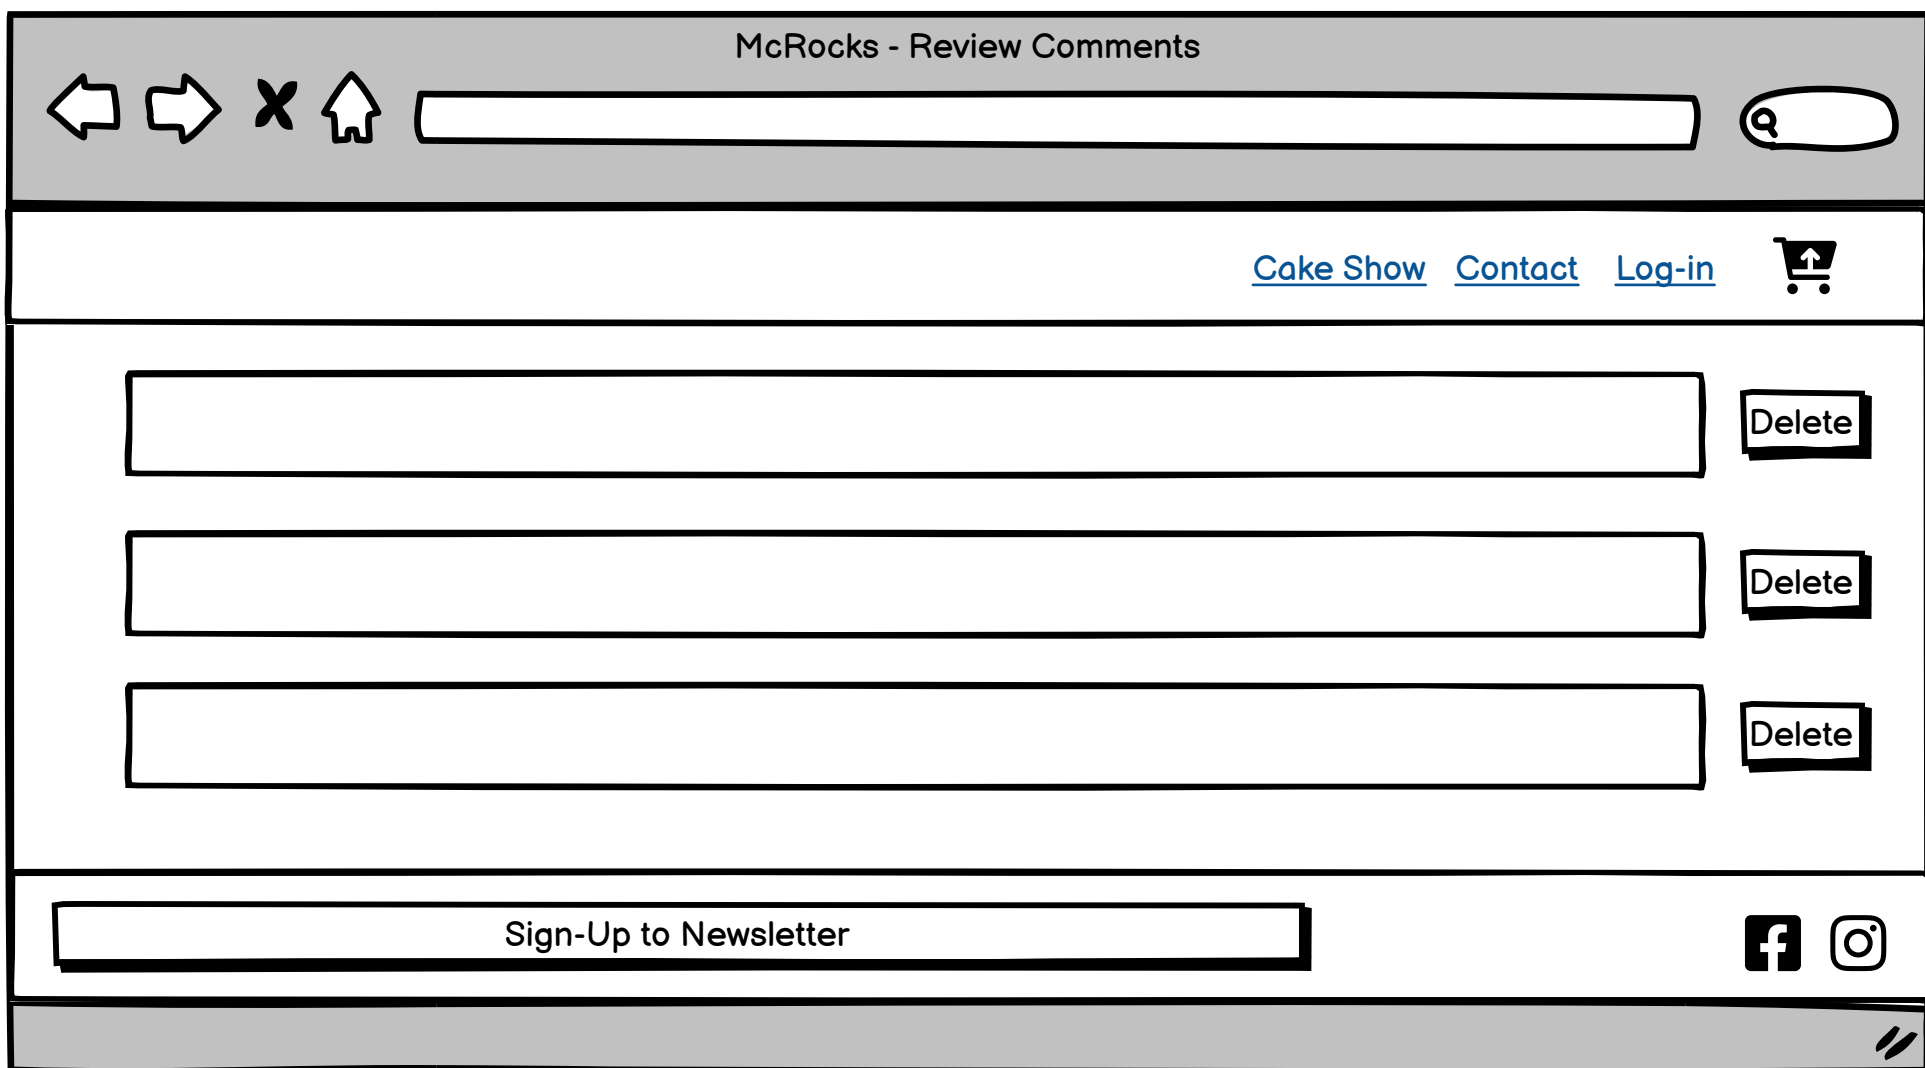 McRocks - Review Comments
Cake Show Contact Log-in
Delete
Delete
Delete
Sign-Up to Newsletter